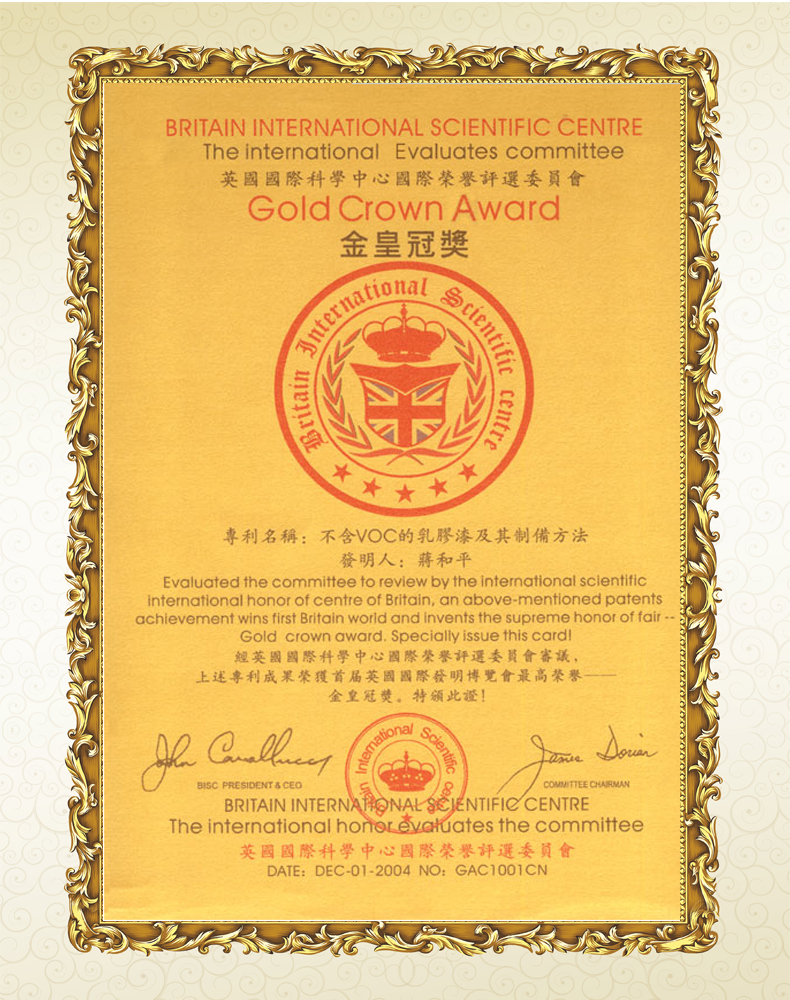 BRITAIN INTERNATIONAL SCIENTIFIC CENTRE
The international Evaluates committee
英國國際科學中心國際榮譽評選委員會
Gold Crown Award
金皇冠獎
Britain International Scientific centre
專利名稱：不含VOC的乳膠漆及其制備方法
發明人：蔣和平
Evaluated the committee to review by the international scientific
international honor of centre of Britain, an above-mentioned patents
achievement wins first Britain world and invents the supreme honor of fair --
Gold crown award. Specially issue this card!
經英國國際科學中心國際榮譽評選委員會審議，
上述專利成果榮獲首届英國國際發明博覽會最高榮譽——
金皇冠獎。特頒此證！
John
BISC PRESIDENT & CEO
COMMITTEE CHAIRMAN
Britain International Scientific centre
BRITAIN INTERNATIONAL SCIENTIFIC CENTRE
The international honor evaluates the committee
英國國際科學中心國際榮譽評選委員會
DATE: DEC-01-2004 NO: GAC1001CN